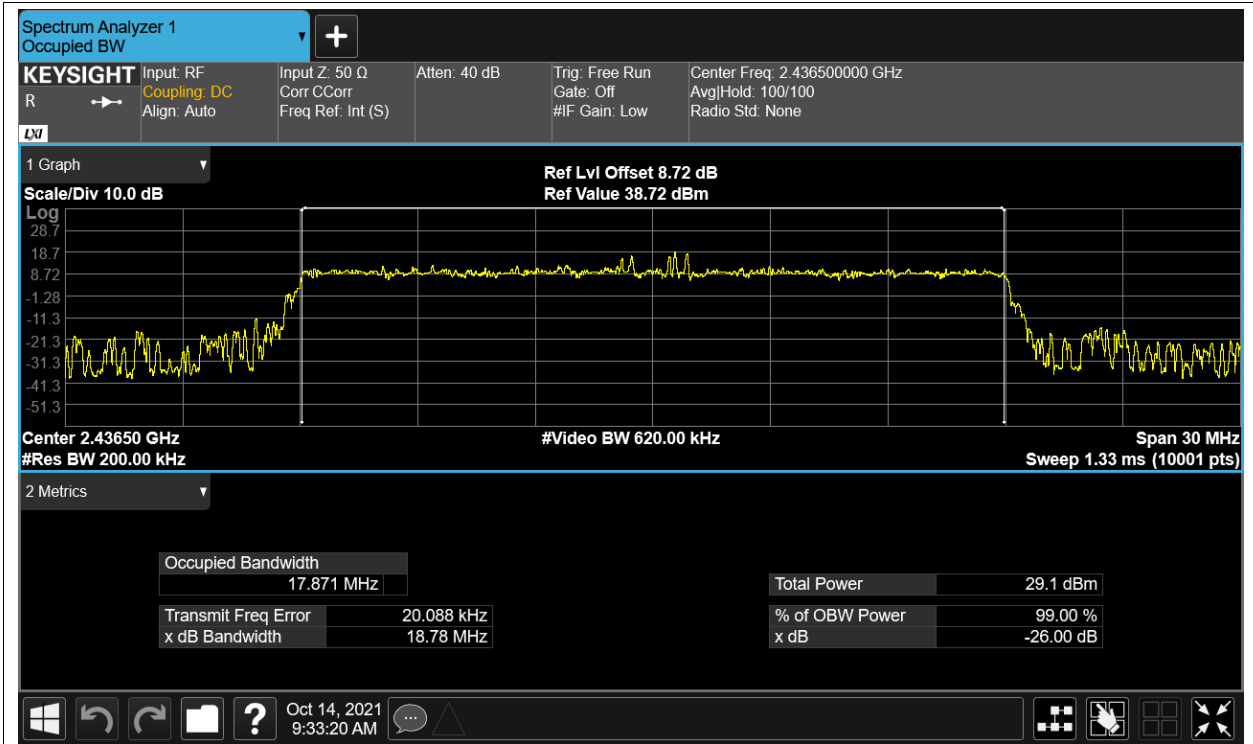 Spectrum Analyzer 1
Occupied BW
KEYSIGHT
R
LXI
Input: RF
Coupling: DC
Align: Auto
Input Z: 50 Ω
Corr CCorr
Freq Ref: Int (S)
Atten: 40 dB
Trig: Free Run
Gate: Off
#IF Gain: Low
Center Freq: 2.436500000 GHz
Avg|Hold: 100/100
Radio Std: None
1 Graph
Scale/Div 10.0 dB
Ref Lvl Offset 8.72 dB
Ref Value 38.72 dBm
Log
28.7
18.7
8.72
-1.28
-11.3
-21.3
-31.3
-41.3
-51.3
Center 2.43650 GHz
#Res BW 200.00 kHz
#Video BW 620.00 kHz
Span 30 MHz
Sweep 1.33 ms (10001 pts)
2 Metrics
Occupied Bandwidth
17.871 MHz
Transmit Freq Error 20.088 kHz
x dB Bandwidth 18.78 MHz
Total Power 29.1 dBm
% of OBW Power 99.00 %
x dB -26.00 dB
?
Oct 14, 2021
9:33:20 AM